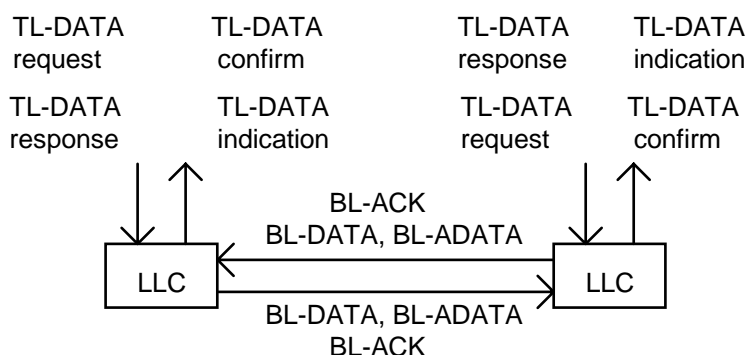 TL-DATA TL-DATA TL-DATA TL-DATA
request confirm response indication
TL-DATA TL-DATA TL-DATA TL-DATA
response indication request confirm
BL-ACK
BL-DATA, BL-ADATA
LLC LLC
BL-DATA, BL-ADATA
BL-ACK